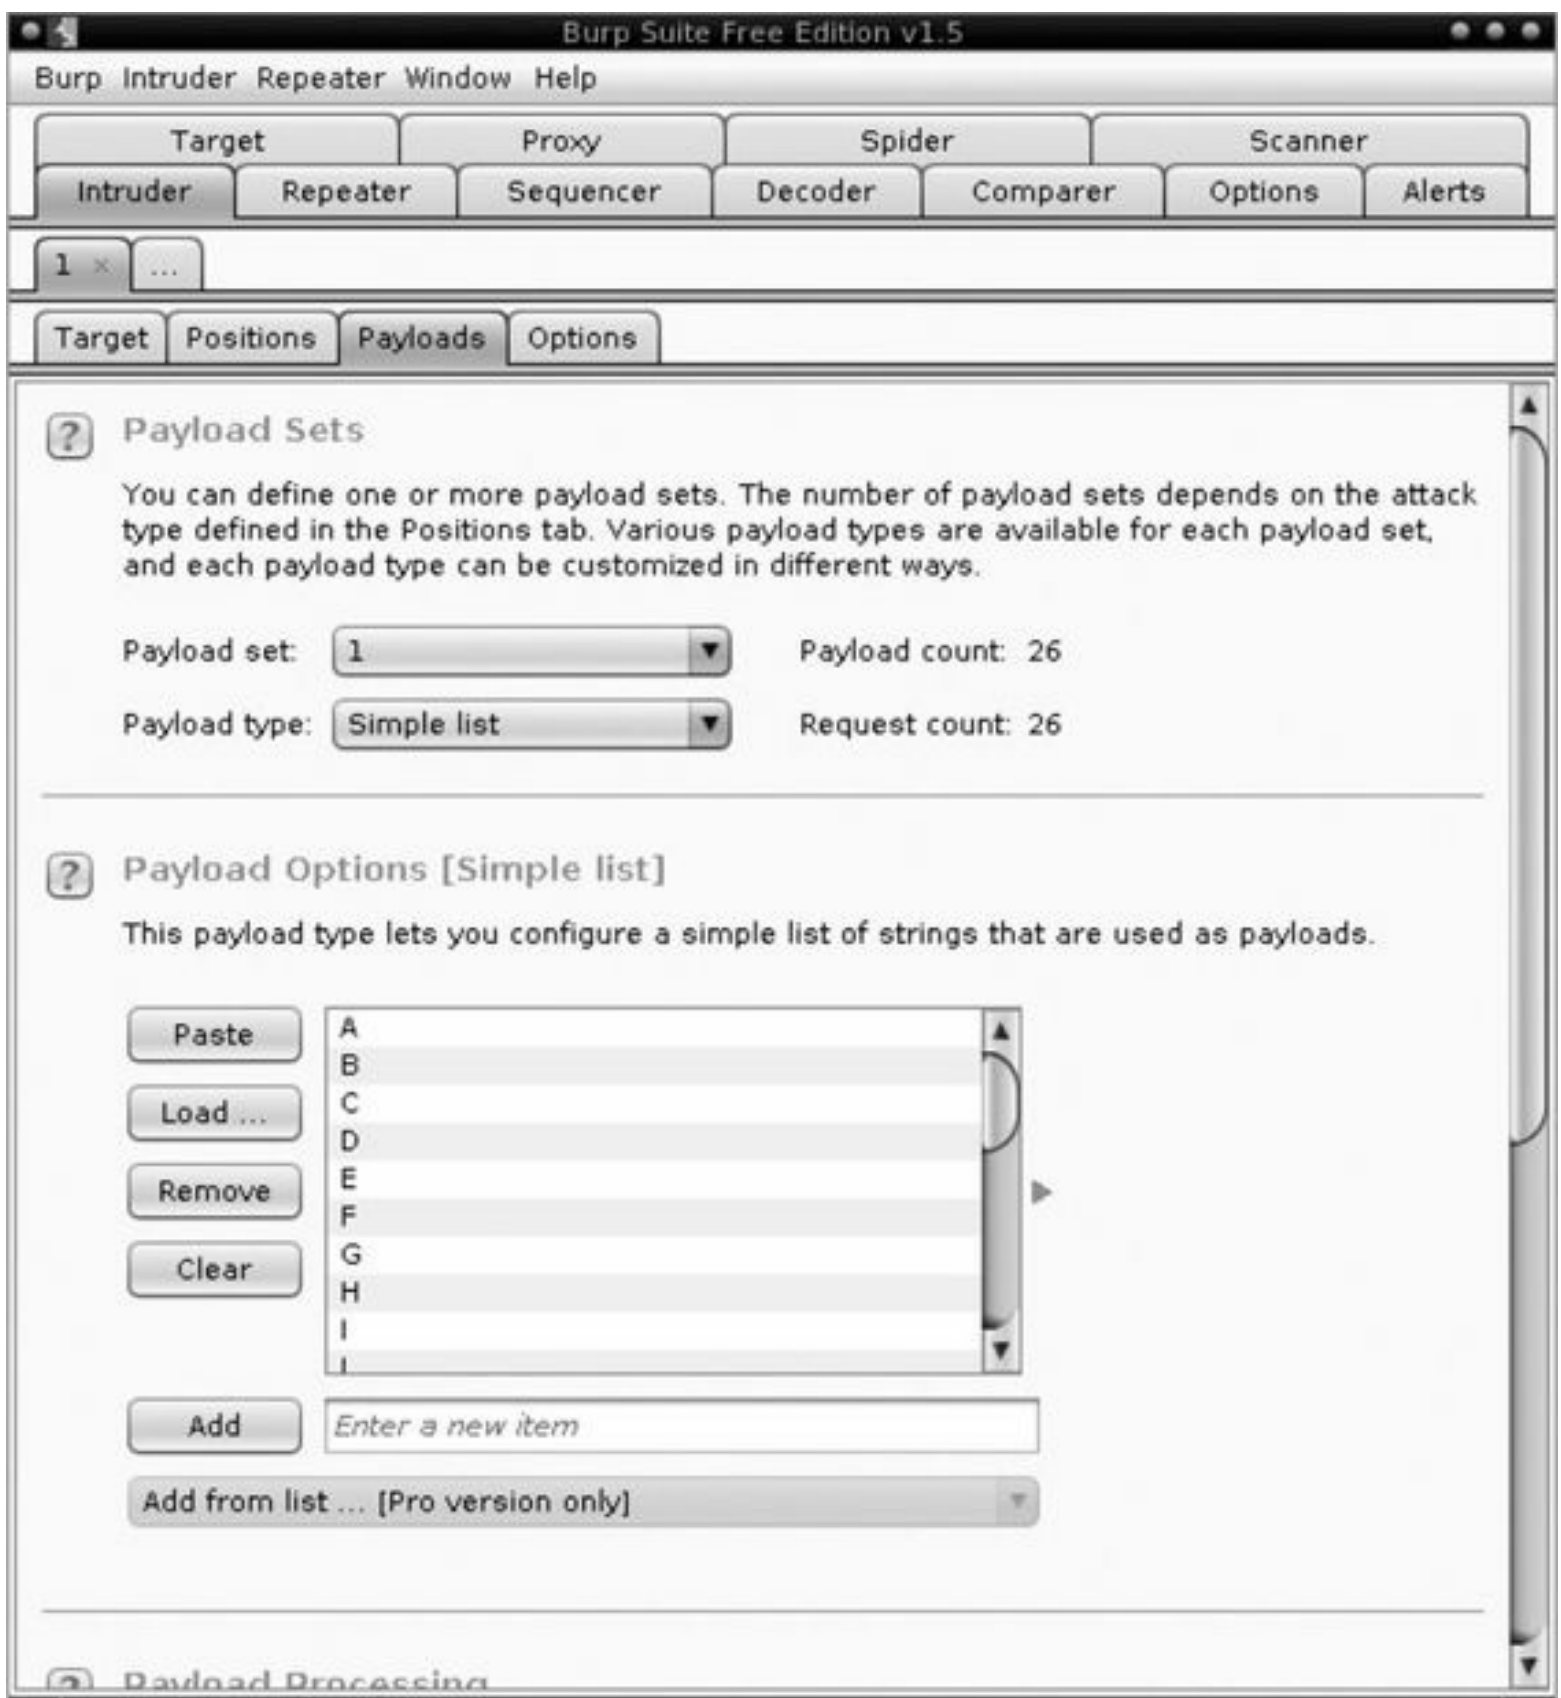 Burp Suite Free Edition v1.5
Burp Intruder Repeater Window Help
Target Proxy Spider Scanner
Intruder Repeater Sequencer Decoder Comparer Options Alerts
1 × ...
Target Positions Payloads Options
? Payload Sets
You can define one or more payload sets. The number of payload sets depends on the attack
type defined in the Positions tab. Various payload types are available for each payload set,
and each payload type can be customized in different ways.
Payload set: 1 Payload count: 26
Payload type: Simple list Request count: 26
? Payload Options [Simple list]
This payload type lets you configure a simple list of strings that are used as payloads.
Paste
Load ...
Remove
Clear
A
B
C
D
E
F
G
H
I
Add Enter a new item
Add from list ... [Pro version only]
? Payload Processing